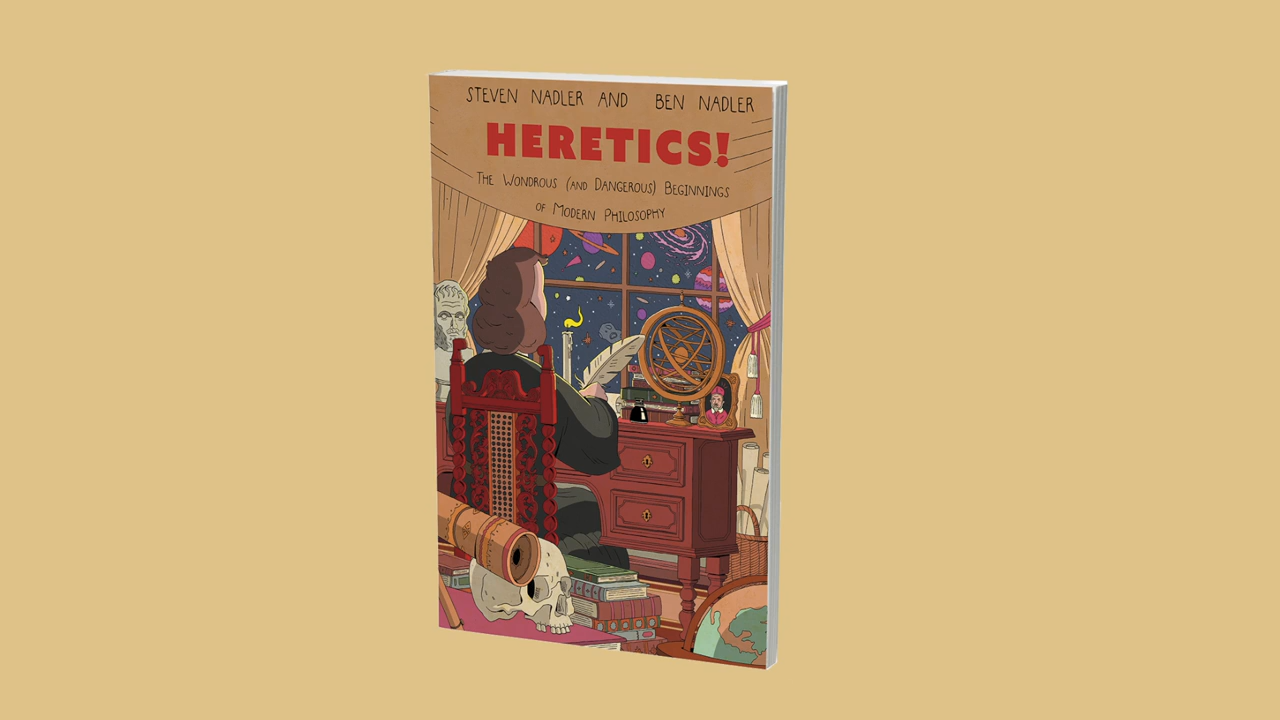 STEVEN NADLER AND BEN NADLER
HERETICS!
THE WONDROUS (AND DANGEROUS) BEGINNINGS
OF MODERN PHILOSOPHY